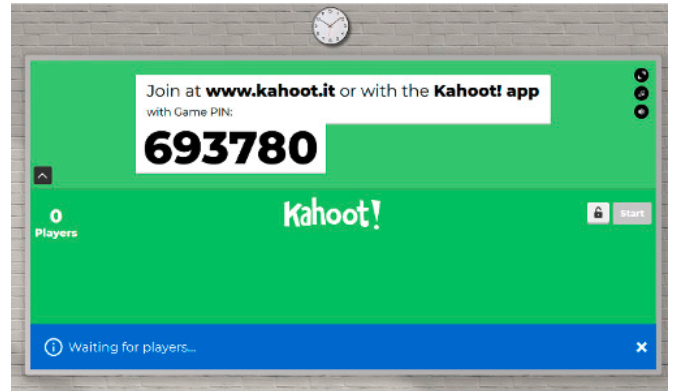 Join at www.kahoot.it or with the Kahoot! app
with Game PIN:
693780
0
Players
Kahoot!
Start
Waiting for players...